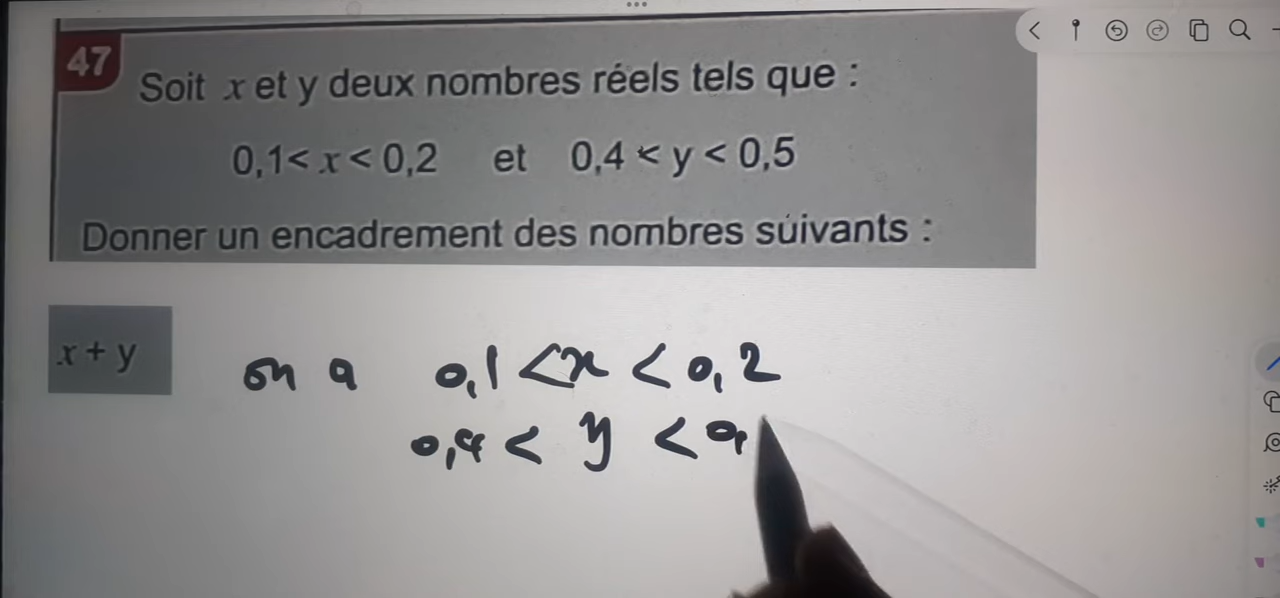 47
Soit x et y deux nombres réels tels que :
0,1 < x < 0,2 et 0,4 < y < 0,5
Donner un encadrement des nombres suivants :
x + y
on a 0,1 < x < 0,2
0,4 < y < 0,